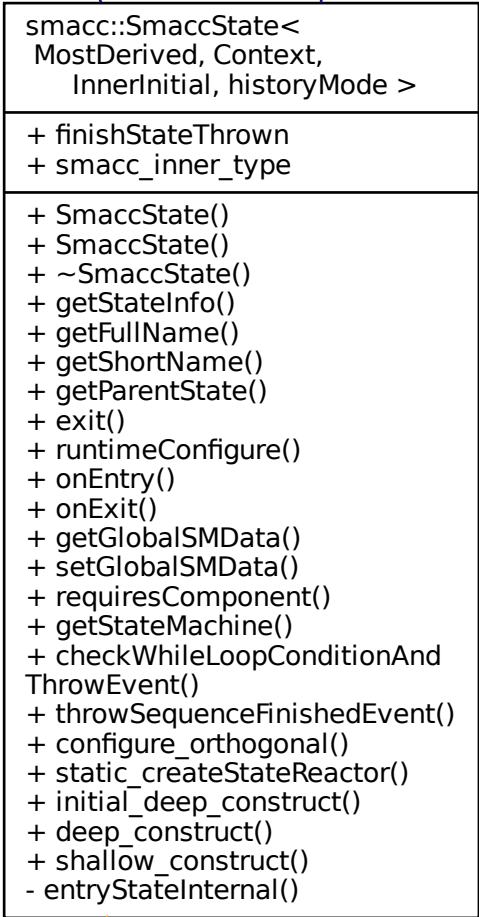 smacc::SmaccState<
MostDerived, Context,
InnerInitial, historyMode >
+ finishStateThrown
+ smacc_inner_type
+ SmaccState()
+ SmaccState()
+ ~SmaccState()
+ getStateInfo()
+ getFullName()
+ getShortName()
+ getParentState()
+ exit()
+ runtimeConfigure()
+ onEntry()
+ onExit()
+ getGlobalSMData()
+ setGlobalSMData()
+ requiresComponent()
+ getStateMachine()
+ checkWhileLoopConditionAnd
ThrowEvent()
+ throwSequenceFinishedEvent()
+ configure_orthogonal()
+ static_createStateReactor()
+ initial_deep_construct()
+ deep_construct()
+ shallow_construct()
- entryStateInternal()